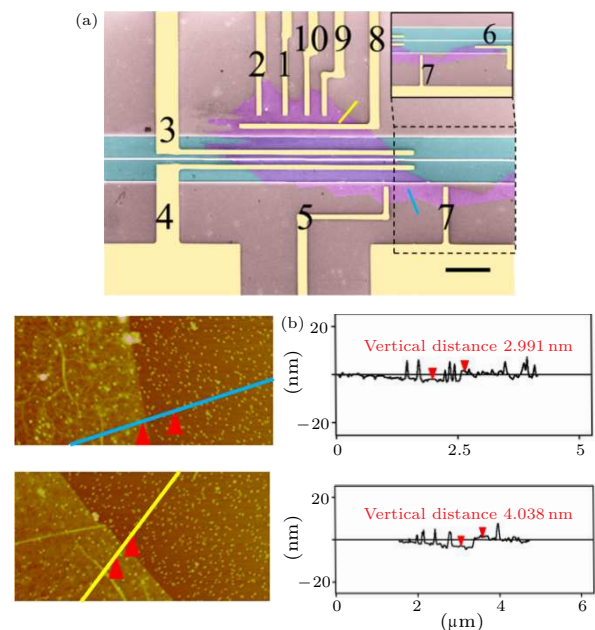 (a)
2 1 10 9 8
6
7
3
4
5
7
(b)
20
Vertical distance 2.991 nm
(nm)
−20
0 2.5 5
20
Vertical distance 4.038 nm
(nm)
−20
0 2 4 6
(μm)